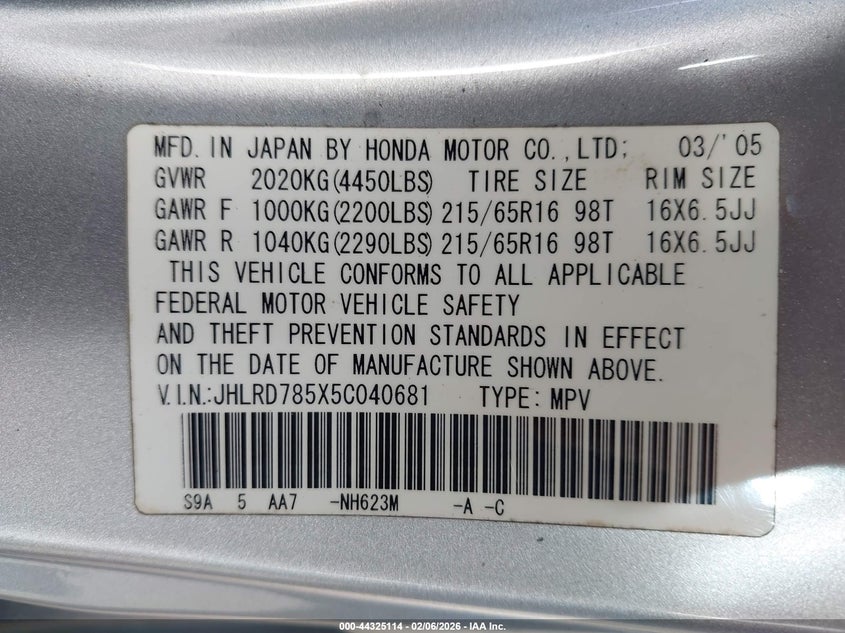 MFD. IN JAPAN BY HONDA MOTOR CO.,LTD; 03/'05
GVWR 2020KG(4450LBS) TIRE SIZE RIM SIZE
GAWR F 1000KG(2200LBS) 215/65R16 98T 16X6.5JJ
GAWR R 1040KG(2290LBS) 215/65R16 98T 16X6.5JJ
THIS VEHICLE CONFORMS TO ALL APPLICABLE
FEDERAL MOTOR VEHICLE SAFETY
AND THEFT PREVENTION STANDARDS IN EFFECT
ON THE DATE OF MANUFACTURE SHOWN ABOVE.
V.I.N.:JHLRD785X5C040681 TYPE: MPV
S9A 5 AA7 -NH623M -A -C
000-44325114 - 02/06/2026 - IAA Inc.